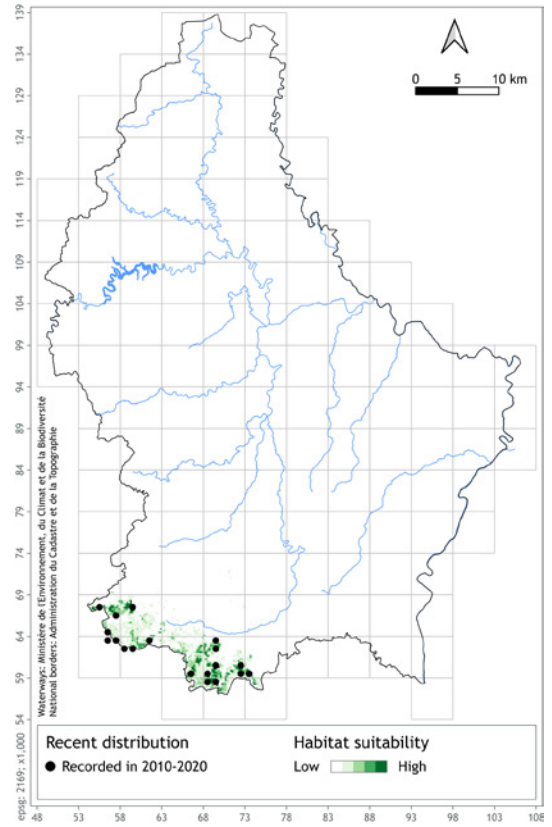 139
134
129
124
119
114
109
104
99
94
89
84
79
74
69
64
59
54
0 5 10 km
Waterways: Ministère de l'Environnement, du Climat et de la Biodiversité
National borders: Administration du Cadastre et de la Topographie
Recent distribution
Recorded in 2010-2020
Habitat suitability
Low High
epsg: 2169; x1,000
48 53 58 63 68 73 78 83 88 93 98 103 108